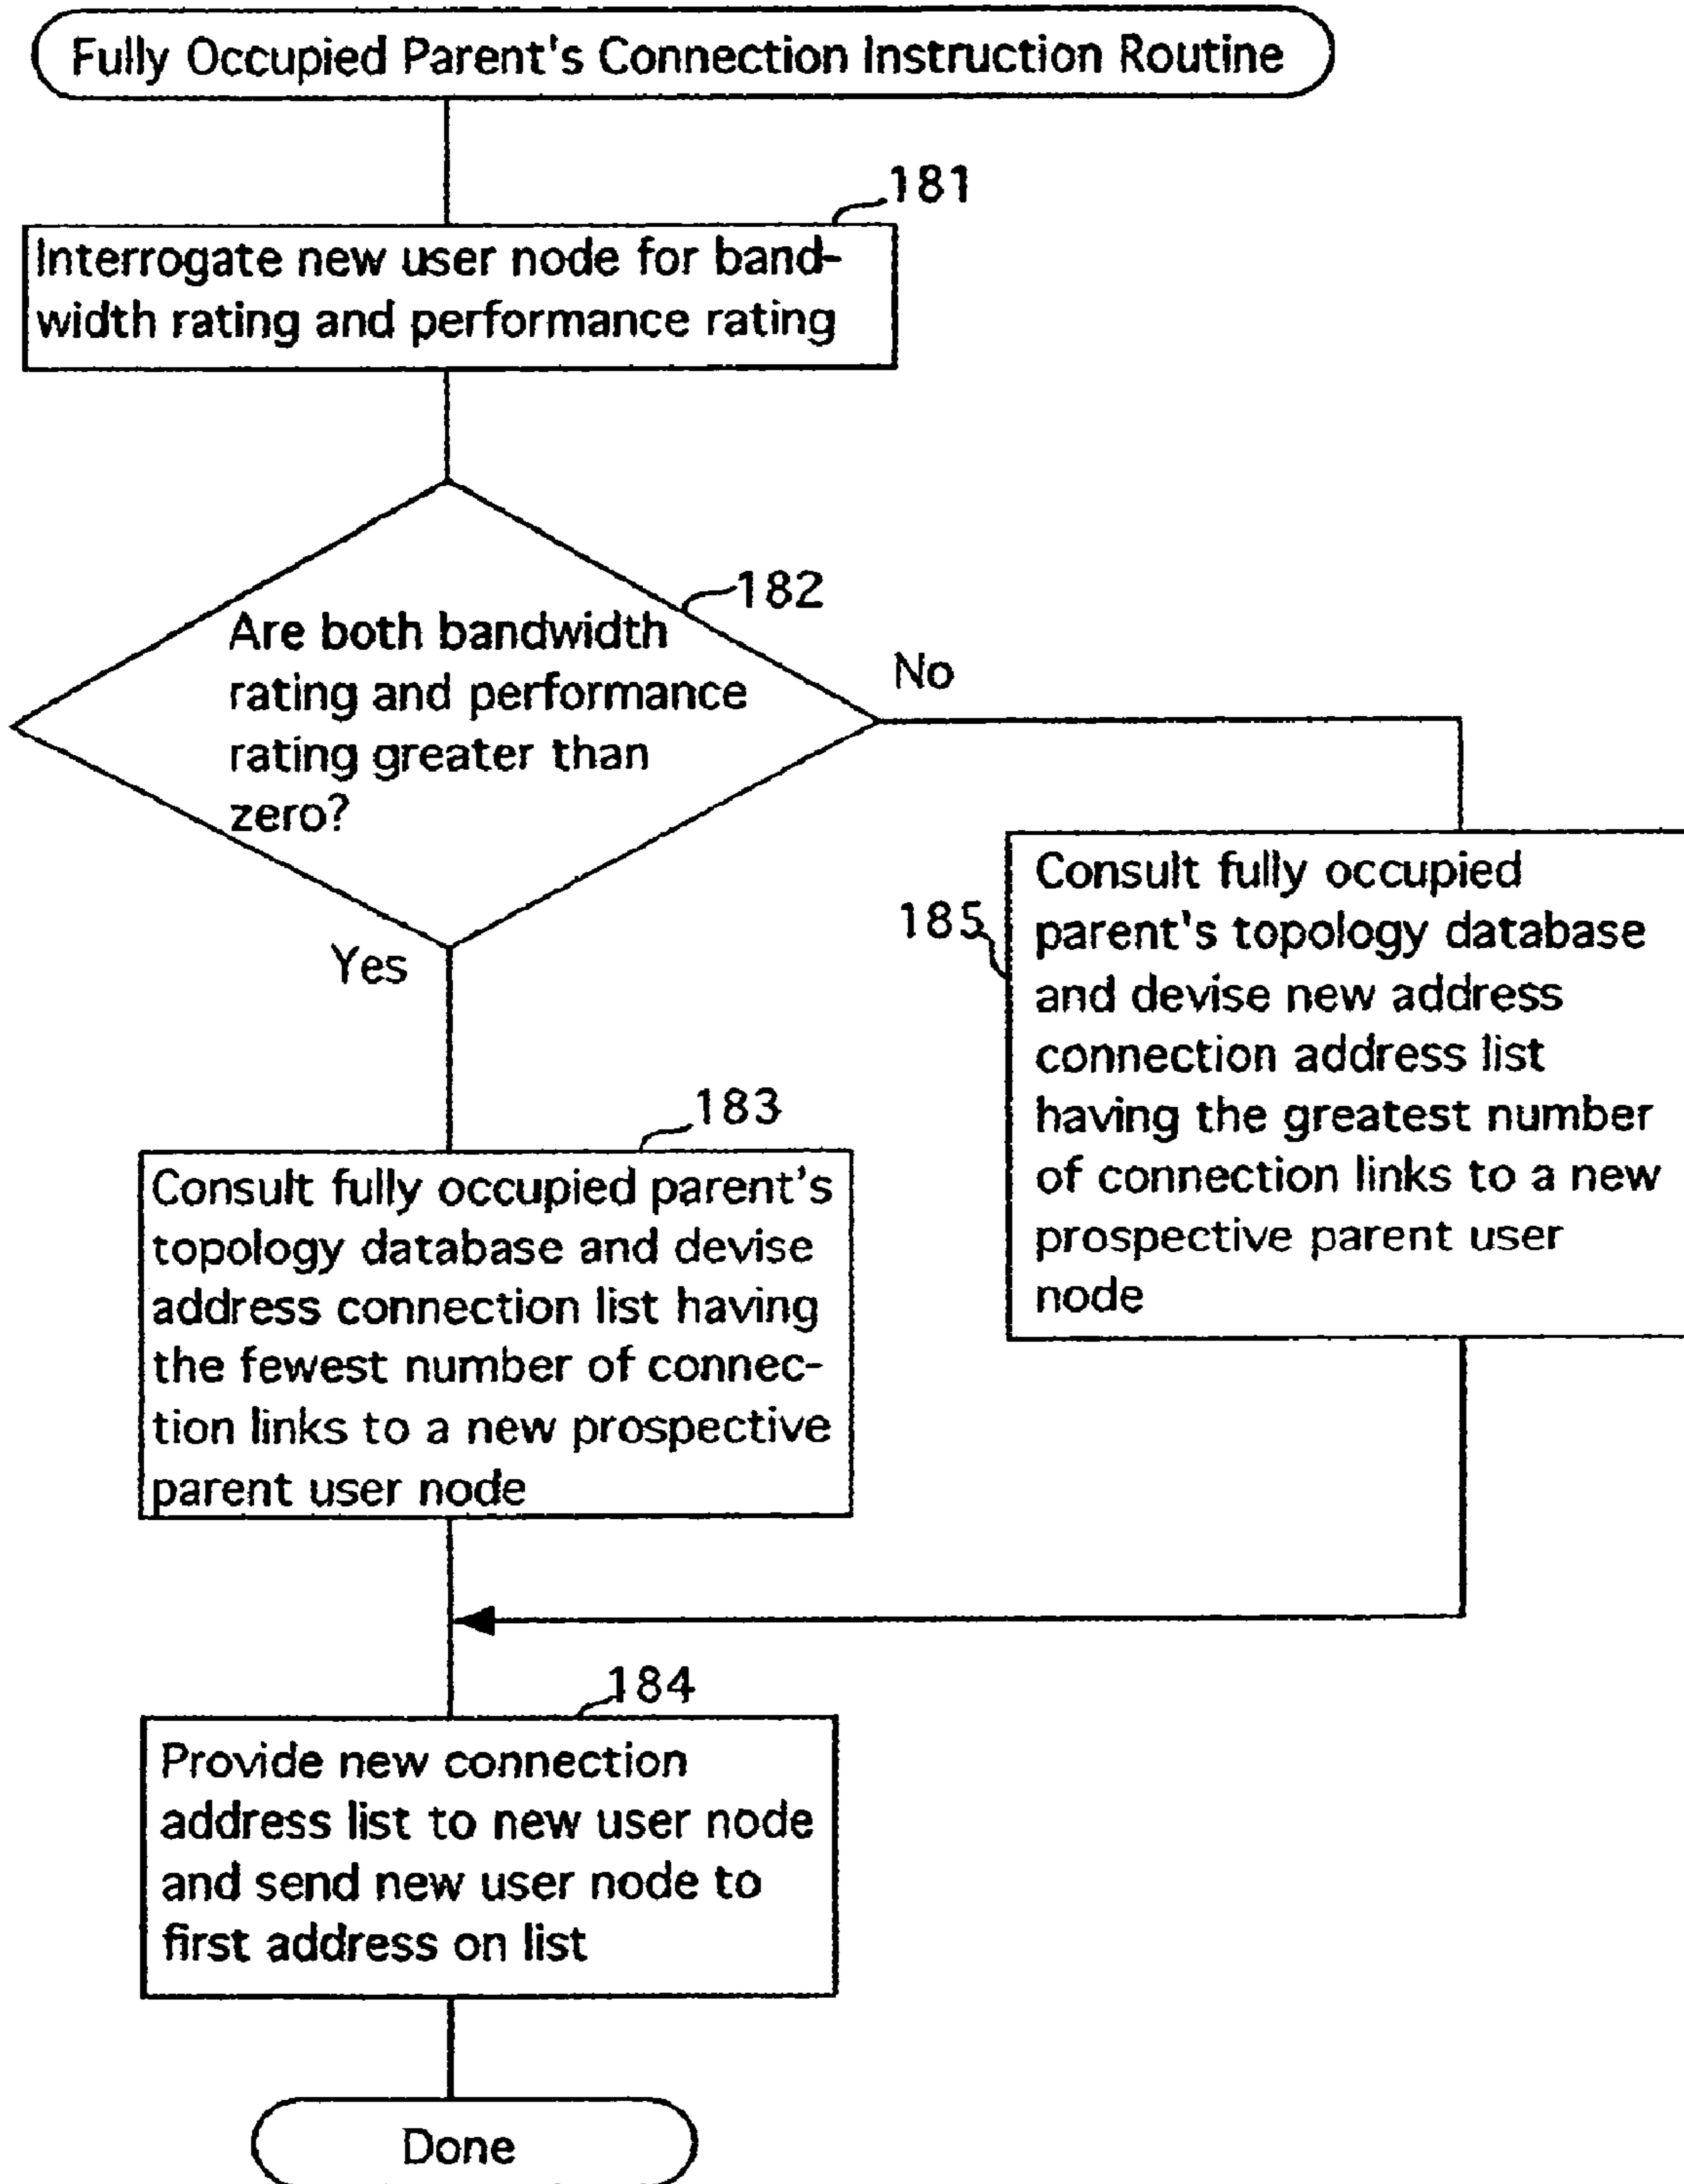 Fully Occupied Parent's Connection Instruction Routine
181
Interrogate new user node for band-
width rating and performance rating
182
Are both bandwidth
rating and performance
rating greater than
zero?
No
Yes
185
Consult fully occupied
parent's topology database
and devise new address
connection address list
having the greatest number
of connection links to a new
prospective parent user
node
183
Consult fully occupied parent's
topology database and devise
address connection list having
the fewest number of connec-
tion links to a new prospective
parent user node
184
Provide new connection
address list to new user node
and send new user node to
first address on list
Done